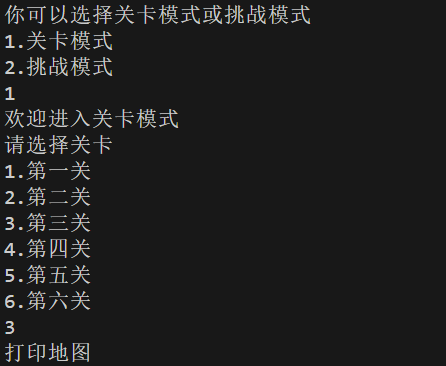 你可以选择关卡模式或挑战模式
1.关卡模式
2.挑战模式
1
欢迎进入关卡模式
请选择关卡
1.第一关
2.第二关
3.第三关
4.第四关
5.第五关
6.第六关
3
打印地图